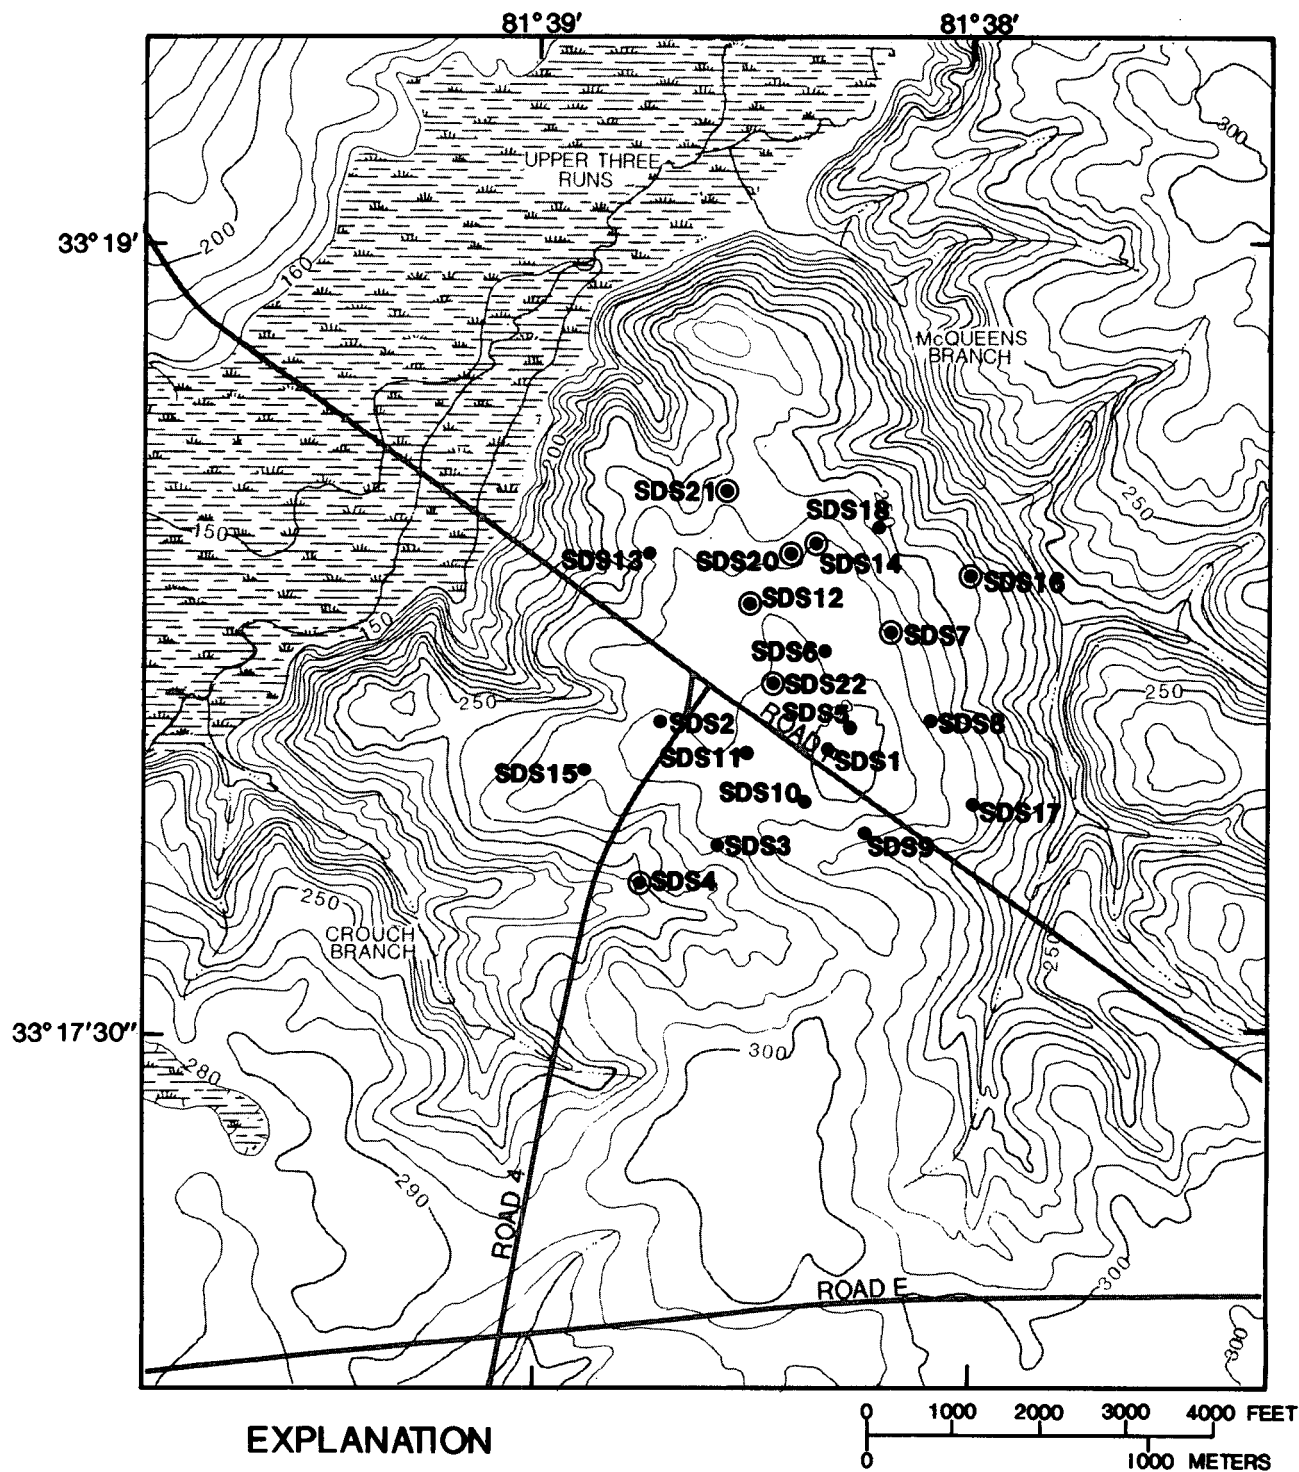 81°39′
81°38′
300
UPPER THREE
RUNS
33°19′
200
160
McQUEENS
BRANCH
200
SDS21
250
SDS18
150
SDS13
SDS20
SDS14
SDS16
SDS12
150
SDS7
SDS6
SDS22
250
250
SDS5
SDS2
ROAD
SDS8
SDS11
SDS1
SDS15
SDS10
SDS17
SDS3
SDS9
SDS4
250
CROUCH
BRANCH
250
33°17′30″
300
280
290
ROAD 4
300
ROAD E
300
0 1000 2000 3000 4000 FEET
EXPLANATION
0 1000 METERS